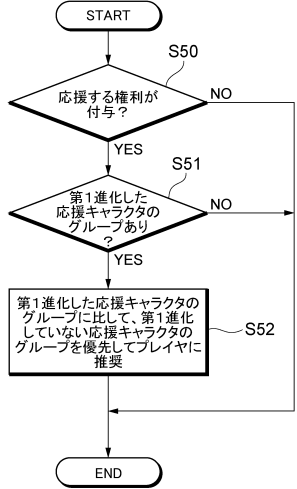 START
S50
応援する権利が
付与？
NO
YES
S51
第１進化した
応援キャラクタの
グループあり
？
NO
YES
第１進化した応援キャラクタの
グループに比して、第１進化
していない応援キャラクタの
グループを優先してプレイヤに
推奨
S52
END